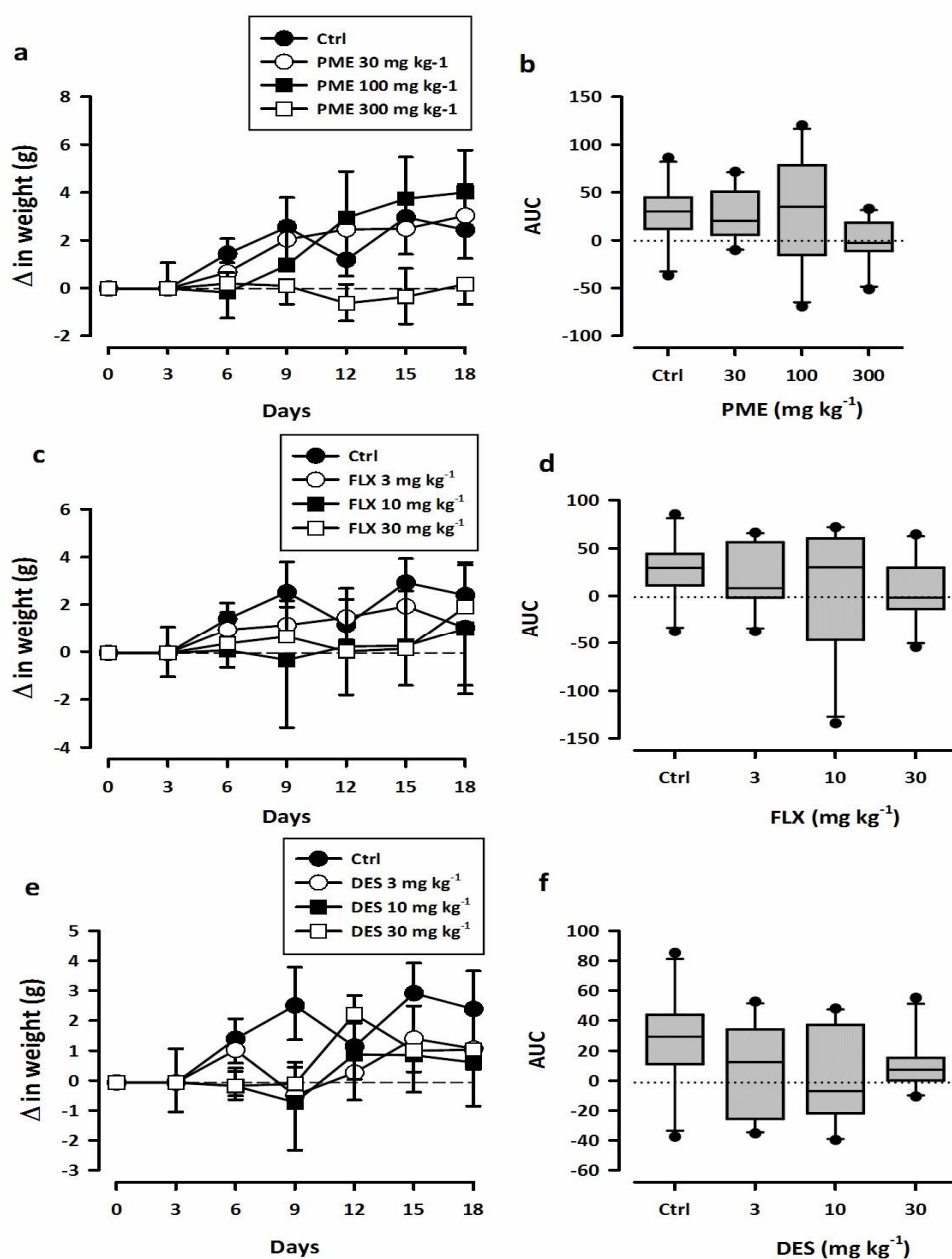 a
Ctrl
PME 30 mg kg-1
PME 100 mg kg-1
PME 300 mg kg-1
Δ in weight (g)
8
6
4
2
0
-2
0 3 6 9 12 15 18
Days
b
AUC
150
100
50
0
-50
-100
Ctrl 30 100 300
PME (mg kg⁻¹)
c
Ctrl
FLX 3 mg kg⁻¹
FLX 10 mg kg⁻¹
FLX 30 mg kg⁻¹
Δ in weight (g)
6
4
2
0
-2
-4
0 3 6 9 12 15 18
Days
d
AUC
100
50
0
-50
-100
-150
Ctrl 3 10 30
FLX (mg kg⁻¹)
e
Ctrl
DES 3 mg kg⁻¹
DES 10 mg kg⁻¹
DES 30 mg kg⁻¹
Δ in weight (g)
5
4
3
2
1
0
-1
-2
-3
0 3 6 9 12 15 18
Days
f
AUC
100
80
60
40
20
0
-20
-40
-60
Ctrl 3 10 30
DES (mg kg⁻¹)